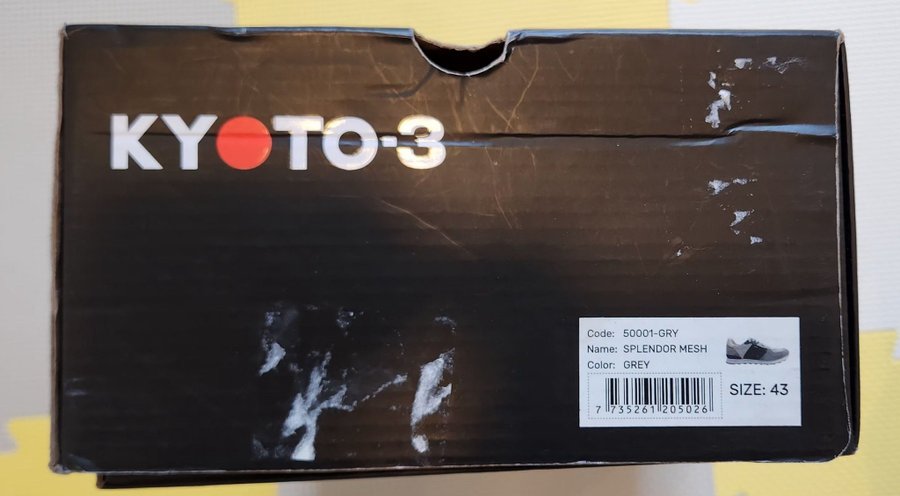 KYOTO-3
Code: 50001-GRY
Name: SPLENDOR MESH
Color: GREY
SIZE: 43
7 735261 205026